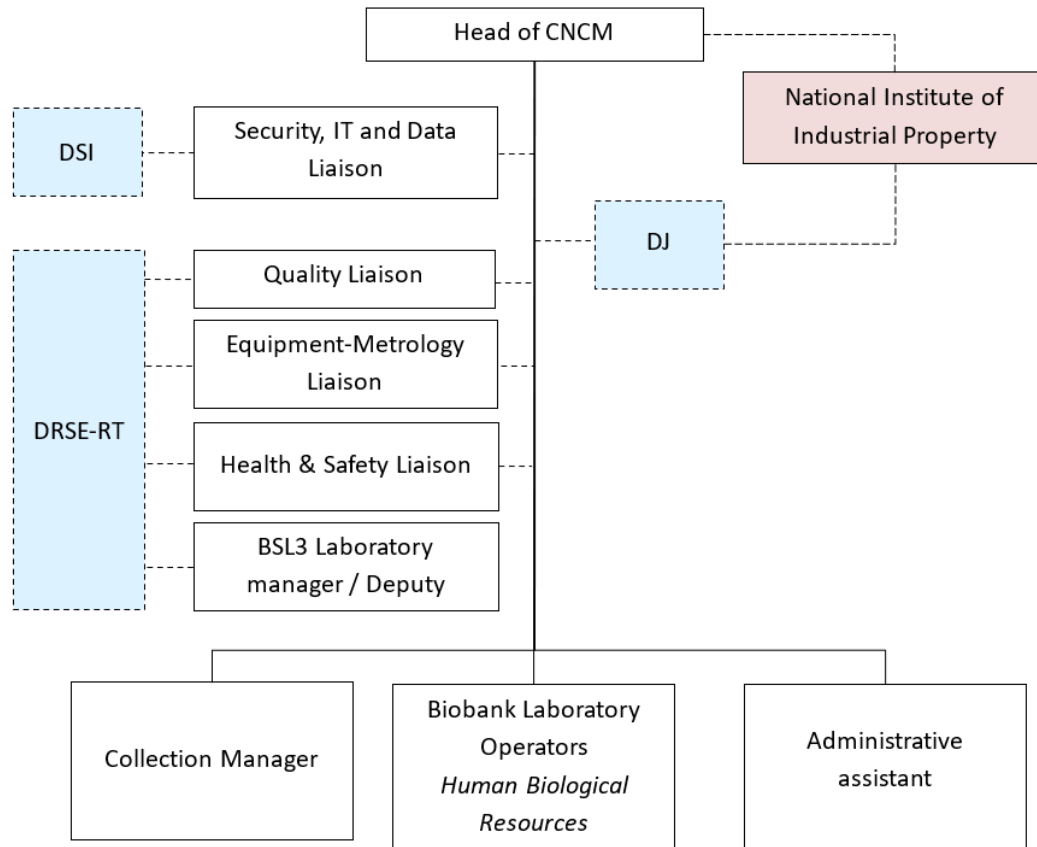 Head of CNCM
National Institute of
Industrial Property
DSI
Security, IT and Data
Liaison
DJ
Quality Liaison
Equipment-Metrology
Liaison
DRSE-RT
Health & Safety Liaison
BSL3 Laboratory
manager / Deputy
Collection Manager
Biobank Laboratory
Operators
Human Biological
Resources
Administrative
assistant